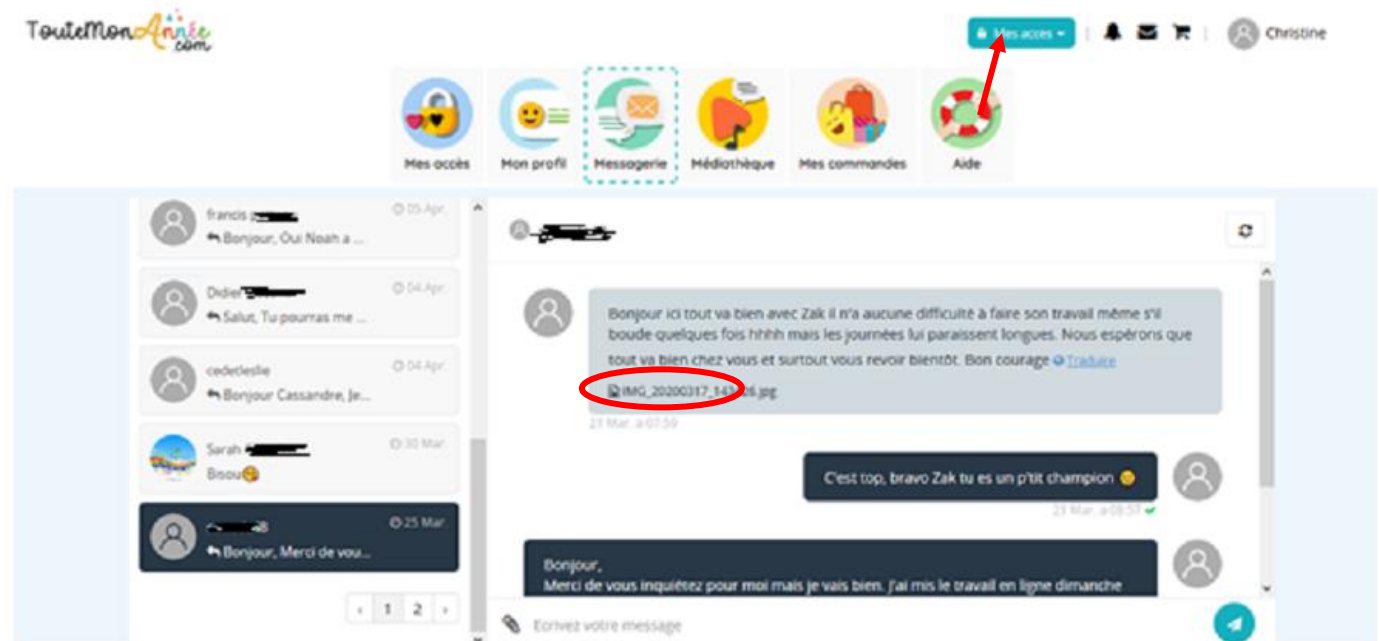 TouteMonAnnée
.com
Mes accès
Christine
Mes accès
Mon profil
Messagerie
Médiathèque
Mes commandes
Aide
francis
05 Apr.
Bonjour, Oui Noah a ...
Didier
04 Apr.
Salut, Tu pourras me ...
cedetleslie
04 Apr.
Bonjour Cassandre, Je...
Sarah
30 Mar.
Bisou
8
25 Mar.
Bonjour, Merci de vou...
‹ 1 2 ›
Bonjour ici tout va bien avec Zak il n'a aucune difficulté à faire son travail même s'il
boude quelques fois hhhh mais les journées lui paraissent longues. Nous espérons que
tout va bien chez vous et surtout vous revoir bientôt. Bon courage Traduire
23 Mar. à 07:59
C'est top, bravo Zak tu es un p'tit champion
23 Mar. à 08:57
Bonjour,
Merci de vous inquiétez pour moi mais je vais bien. J'ai mis le travail en ligne dimanche
Ecrivez votre message